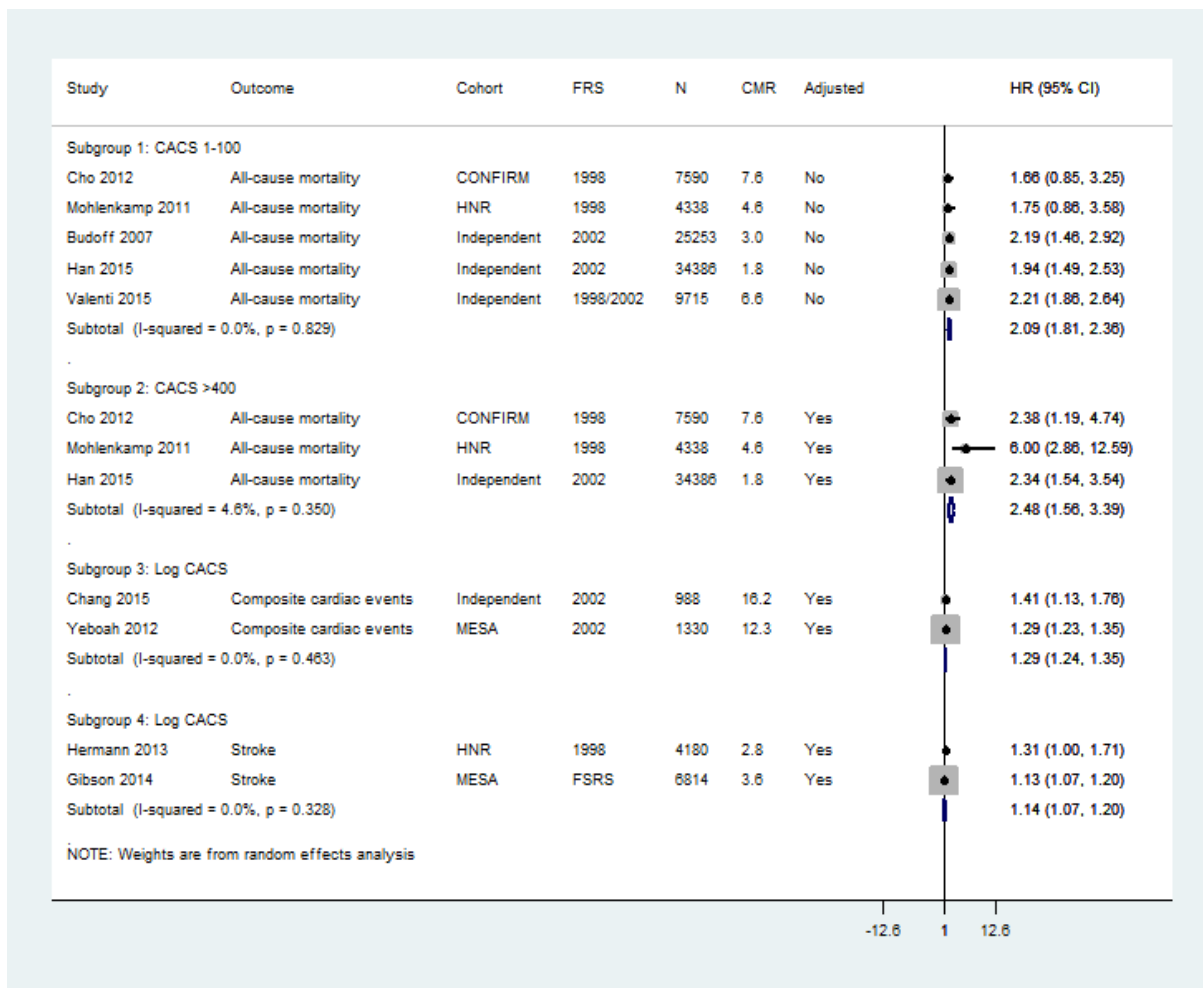 Study Outcome Cohort FRS N CMR Adjusted HR (95% CI)
Subgroup 1: CACS 1-100
Cho 2012 All-cause mortality CONFIRM 1998 7590 7.6 No 1.66 (0.85, 3.25)
Mohlenkamp 2011 All-cause mortality HNR 1998 4338 4.6 No 1.75 (0.86, 3.58)
Budoff 2007 All-cause mortality Independent 2002 25253 3.0 No 2.19 (1.46, 2.92)
Han 2015 All-cause mortality Independent 2002 34386 1.8 No 1.94 (1.49, 2.53)
Valenti 2015 All-cause mortality Independent 1998/2002 9715 6.6 No 2.21 (1.86, 2.64)
Subtotal (I-squared = 0.0%, p = 0.829) 2.09 (1.81, 2.36)
.
Subgroup 2: CACS >400
Cho 2012 All-cause mortality CONFIRM 1998 7590 7.6 Yes 2.38 (1.19, 4.74)
Mohlenkamp 2011 All-cause mortality HNR 1998 4338 4.6 Yes 6.00 (2.86, 12.59)
Han 2015 All-cause mortality Independent 2002 34386 1.8 Yes 2.34 (1.54, 3.54)
Subtotal (I-squared = 4.6%, p = 0.350) 2.48 (1.56, 3.39)
.
Subgroup 3: Log CACS
Chang 2015 Composite cardiac events Independent 2002 988 16.2 Yes 1.41 (1.13, 1.76)
Yeboah 2012 Composite cardiac events MESA 2002 1330 12.3 Yes 1.29 (1.23, 1.35)
Subtotal (I-squared = 0.0%, p = 0.463) 1.29 (1.24, 1.35)
.
Subgroup 4: Log CACS
Hermann 2013 Stroke HNR 1998 4180 2.8 Yes 1.31 (1.00, 1.71)
Gibson 2014 Stroke MESA FSRS 6814 3.6 Yes 1.13 (1.07, 1.20)
Subtotal (I-squared = 0.0%, p = 0.328) 1.14 (1.07, 1.20)
.
NOTE: Weights are from random effects analysis
-12.6 1 12.6